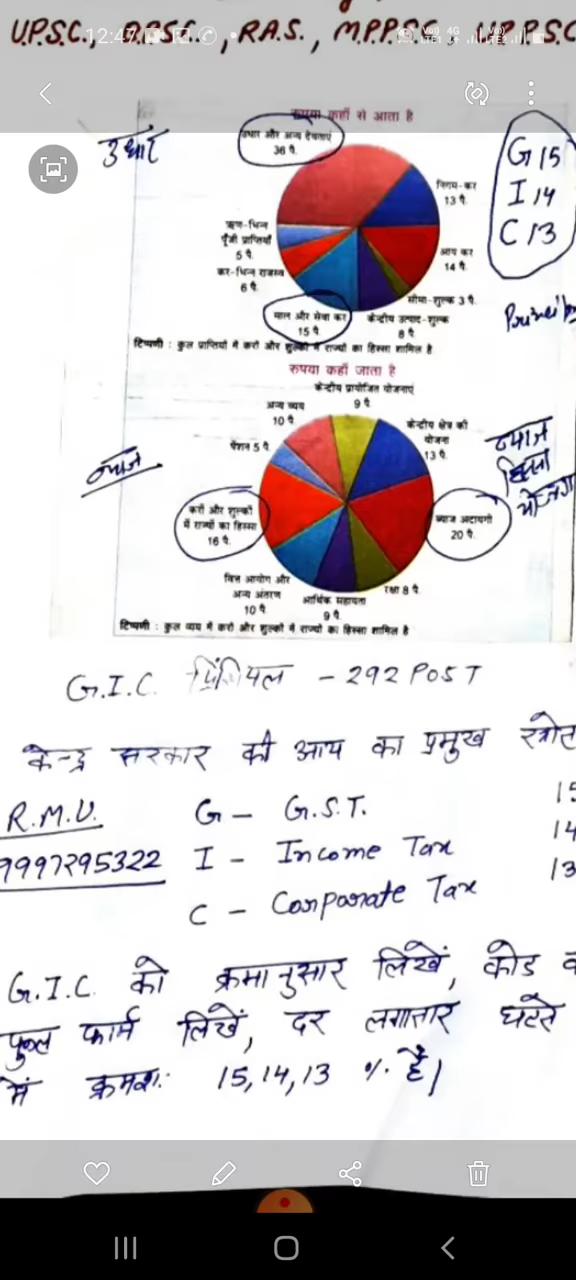 U.P.S.C., BPSC., R.A.S., M.P.P.S.C, U.P.P.S.C
12:47
रुपया कहाँ से आता है
उधार
उधार और अन्य देयताएं
36 पै.
G 15
I 14
C 13
निगम-कर
13 पै.
ऋण-भिन्न
पूँजी प्राप्तियाँ
5 पै.
आय कर
14 पै.
कर-भिन्न राजस्व
6 पै.
सीमा-शुल्क 3 पै.
माल और सेवा कर
15 पै.
केन्द्रीय उत्पाद-शुल्क
8 पै.
टिप्पणी : कुल प्राप्तियों में करों और शुल्कों में राज्यों का हिस्सा शामिल है
रुपया कहाँ जाता है
केन्द्रीय प्रायोजित योजनाएं
9 पै.
अन्य व्यय
10 पै.
केन्द्रीय क्षेत्र की
योजना
13 पै.
पेंशन 5 पै.
ब्याज
ब्याज
हिस्सा
योजना
करों और शुल्कों
में राज्यों का हिस्सा
16 पै.
ब्याज अदायगी
20 पै.
वित्त आयोग और
अन्य अंतरण
10 पै.
आर्थिक सहायता
9 पै.
रक्षा 8 पै.
टिप्पणी : कुल व्यय में करों और शुल्कों में राज्यों का हिस्सा शामिल है
G.I.C. प्रिंसिपल - 292 POST
केन्द्र सरकार की आय का प्रमुख स्त्रोत
R.M.U. G - G.S.T. 15
9997295322 I - Income Tax 14
C - Corporate Tax 13
G.I.C. को क्रमानुसार लिखें, कोड क
फुल फार्म लिखें, दर लगातार घटते
में क्रमश: 15, 14, 13 % है।